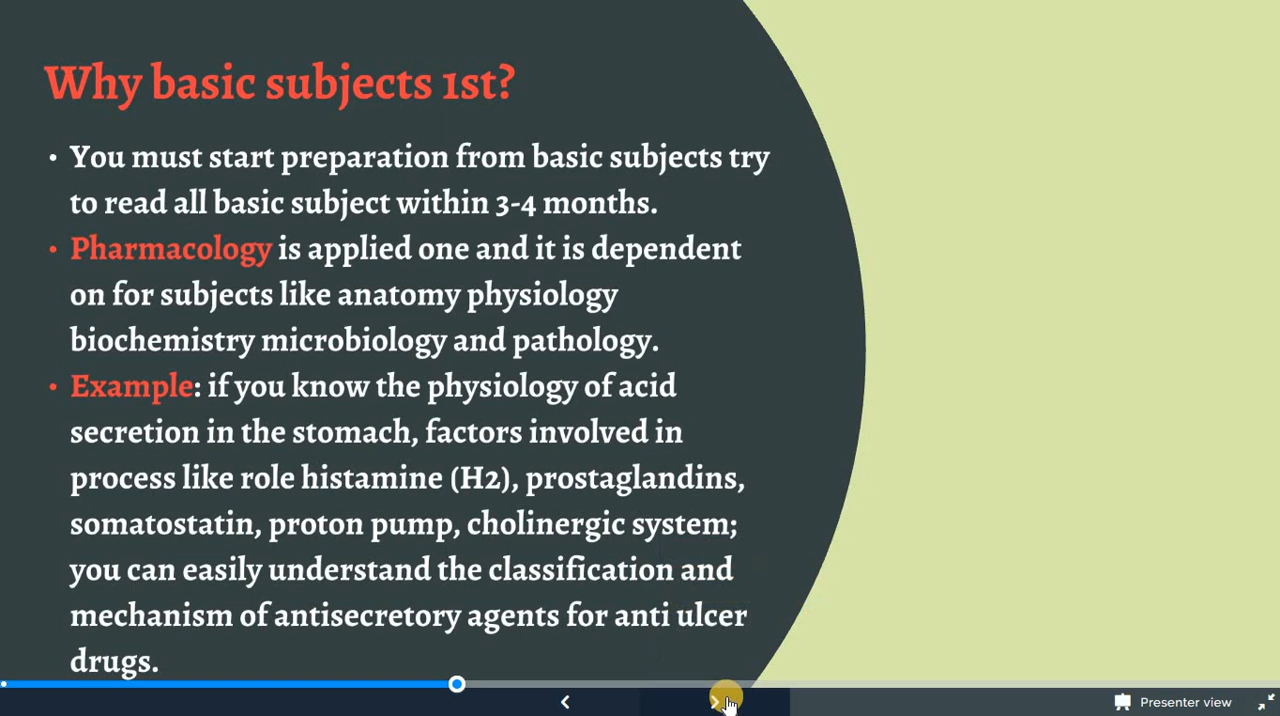 Why basic subjects 1st?
• You must start preparation from basic subjects try
to read all basic subject within 3-4 months.
• Pharmacology is applied one and it is dependent
on for subjects like anatomy physiology
biochemistry microbiology and pathology.
• Example: if you know the physiology of acid
secretion in the stomach, factors involved in
process like role histamine (H2), prostaglandins,
somatostatin, proton pump, cholinergic system;
you can easily understand the classification and
mechanism of antisecretory agents for anti ulcer
drugs.
Presenter view